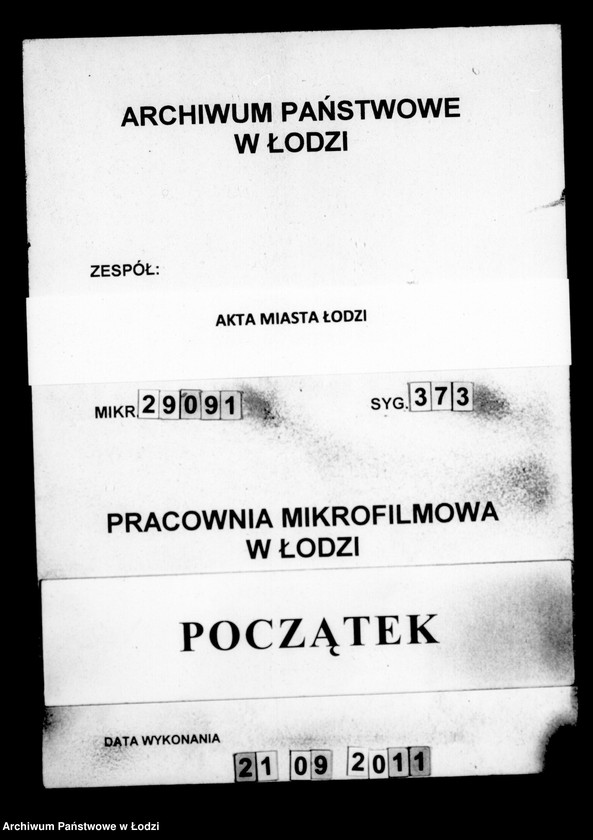 ARCHIWUM PAŃSTWOWE
W ŁODZI
ZESPÓŁ:
AKTA MIASTA ŁODZI
MIKR. 29091 SYG. 373
PRACOWNIA MIKROFILMOWA
W ŁODZI
POCZĄTEK
DATA WYKONANIA
21 09 2011
Archiwum Państwowe w Łodzi